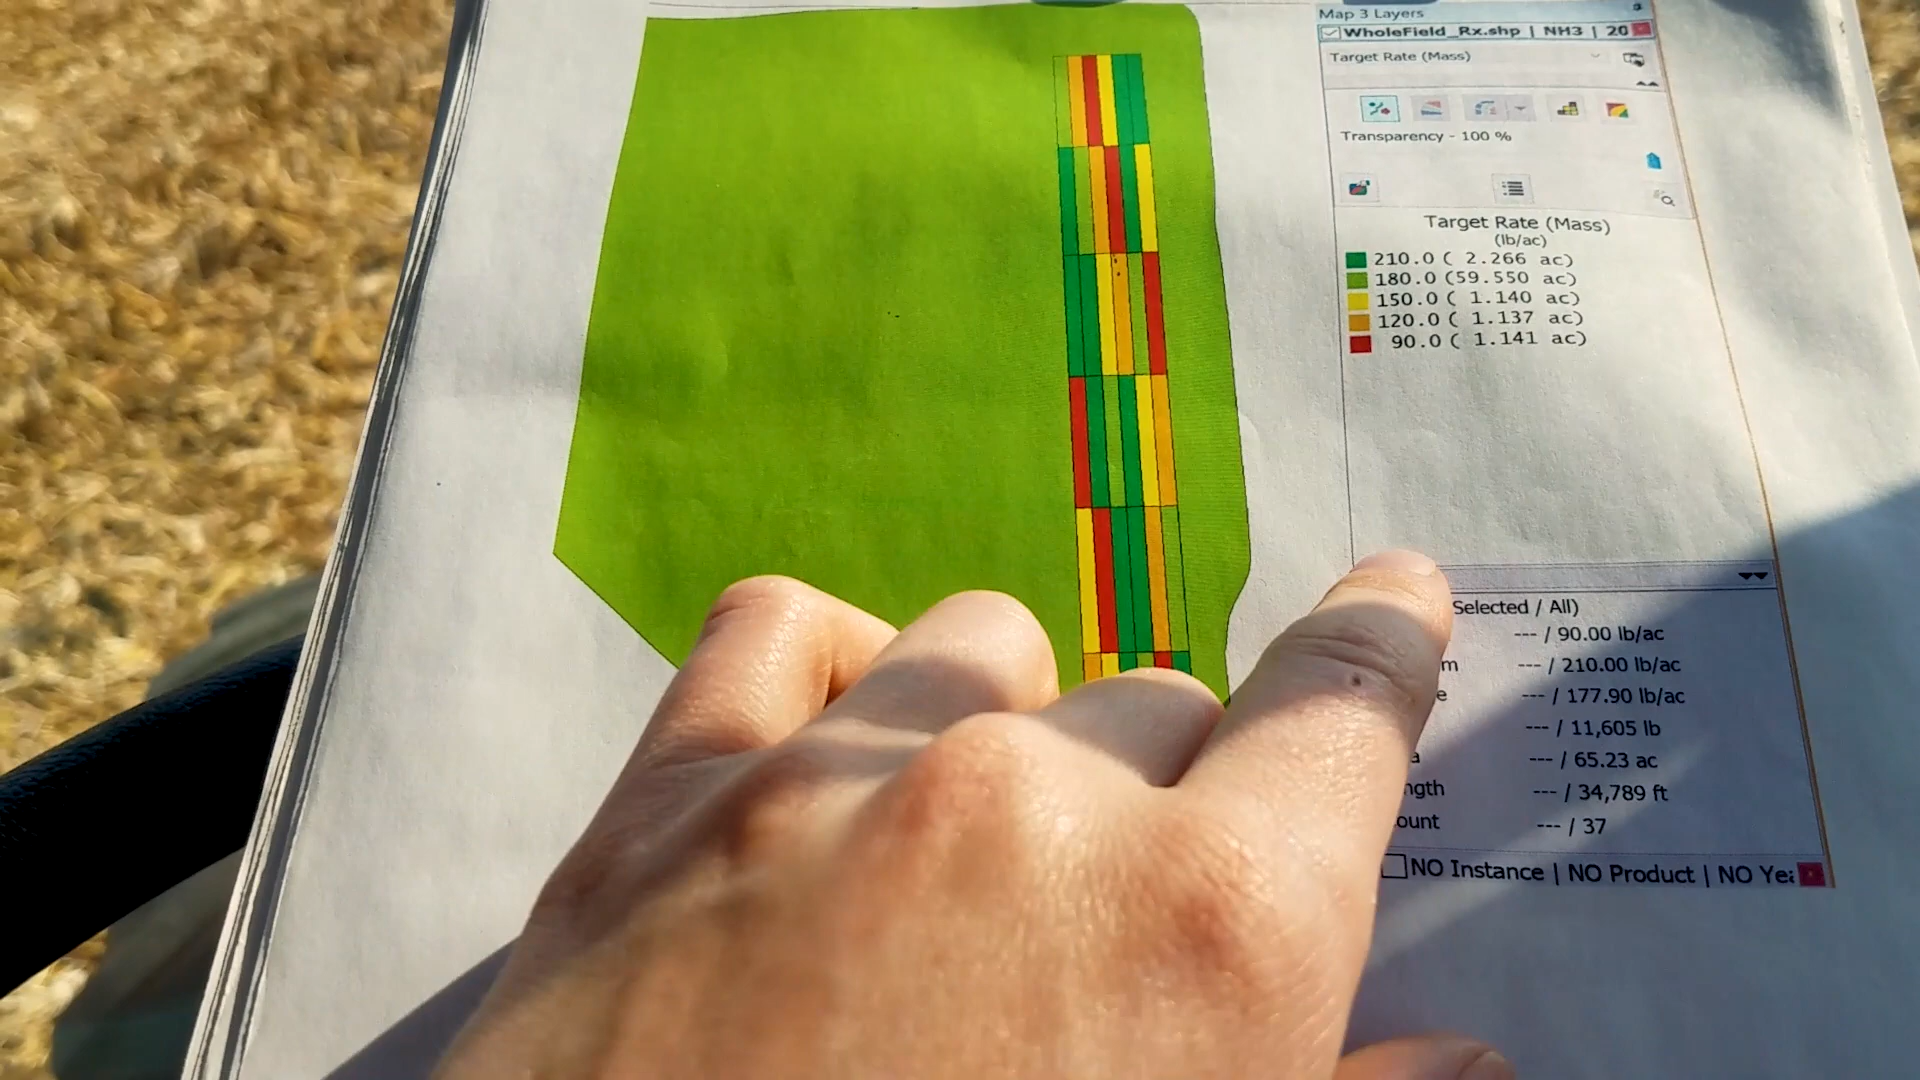 Map 3 Layers
WholeField_Rx.shp | NH3 | 20
Target Rate (Mass)
Transparency - 100 %
Target Rate (Mass)
(lb/ac)
210.0 ( 2.266 ac)
180.0 (59.550 ac)
150.0 ( 1.140 ac)
120.0 ( 1.137 ac)
90.0 ( 1.141 ac)
Selected / All)
--- / 90.00 lb/ac
m --- / 210.00 lb/ac
e --- / 177.90 lb/ac
--- / 11,605 lb
a --- / 65.23 ac
ngth --- / 34,789 ft
ount --- / 37
NO Instance | NO Product | NO Yea